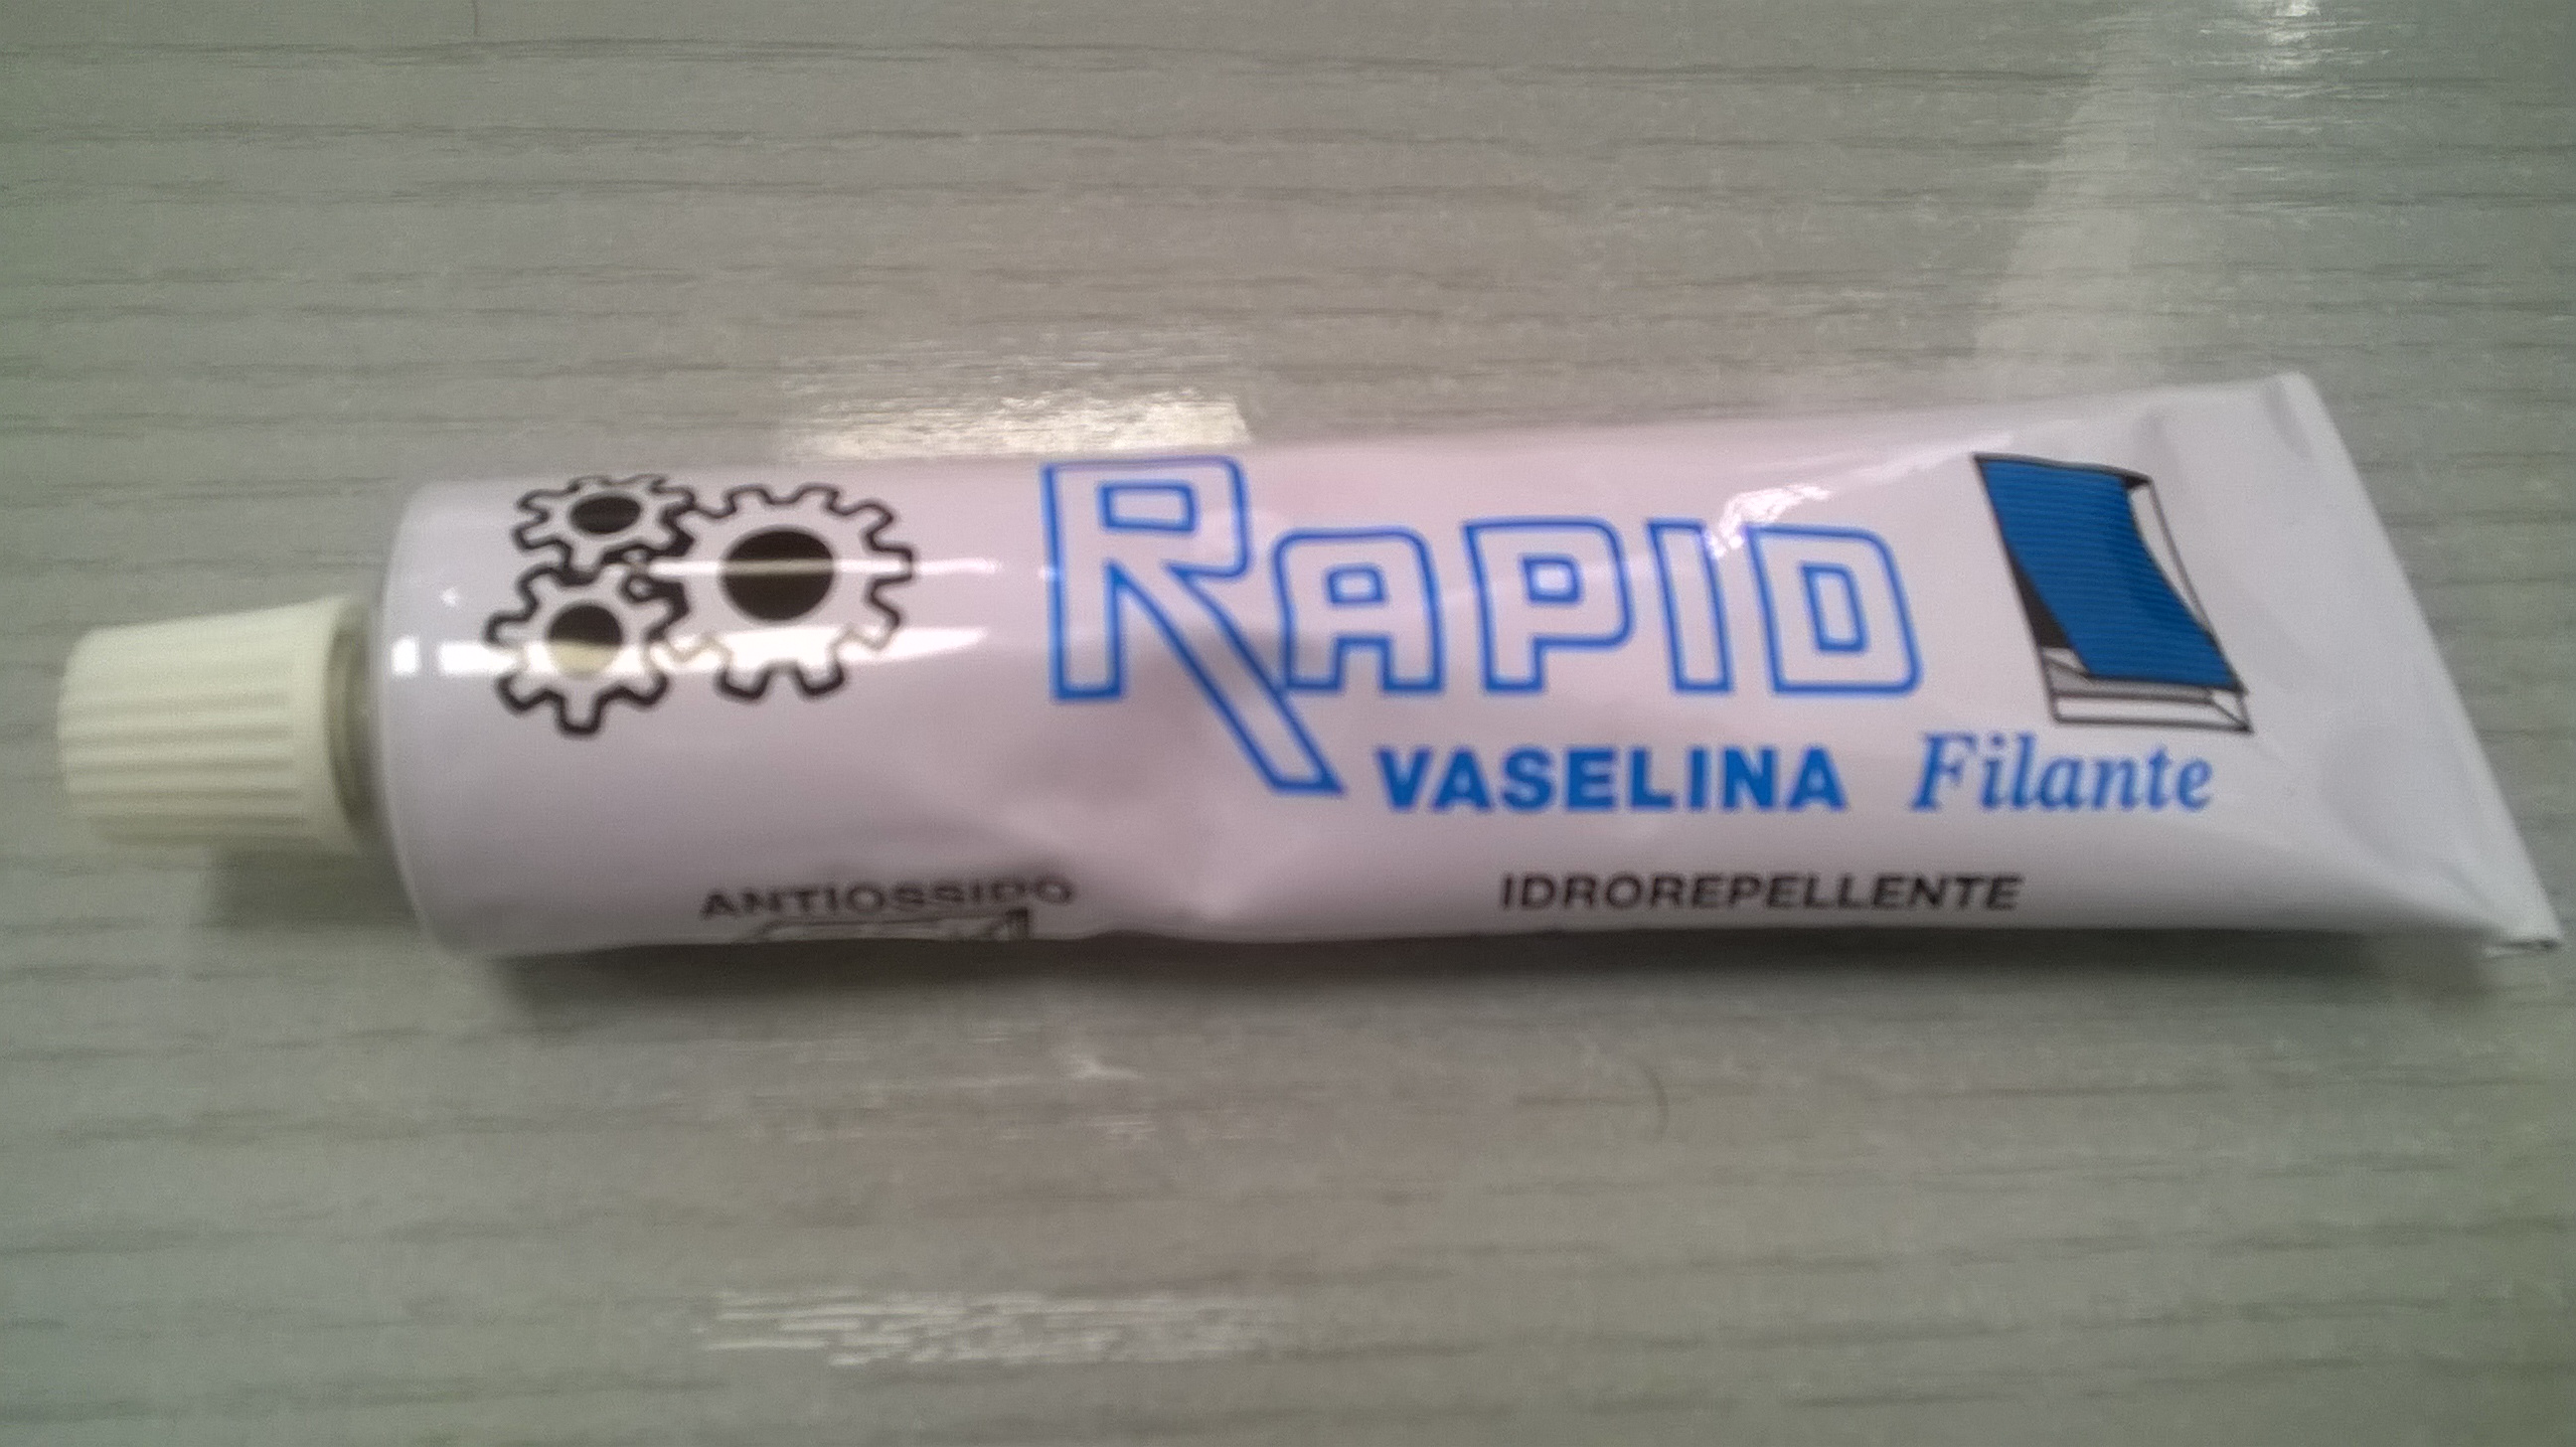 RAPID
VASELINA Filante
ANTIOSSIDO IDROREPELLENTE